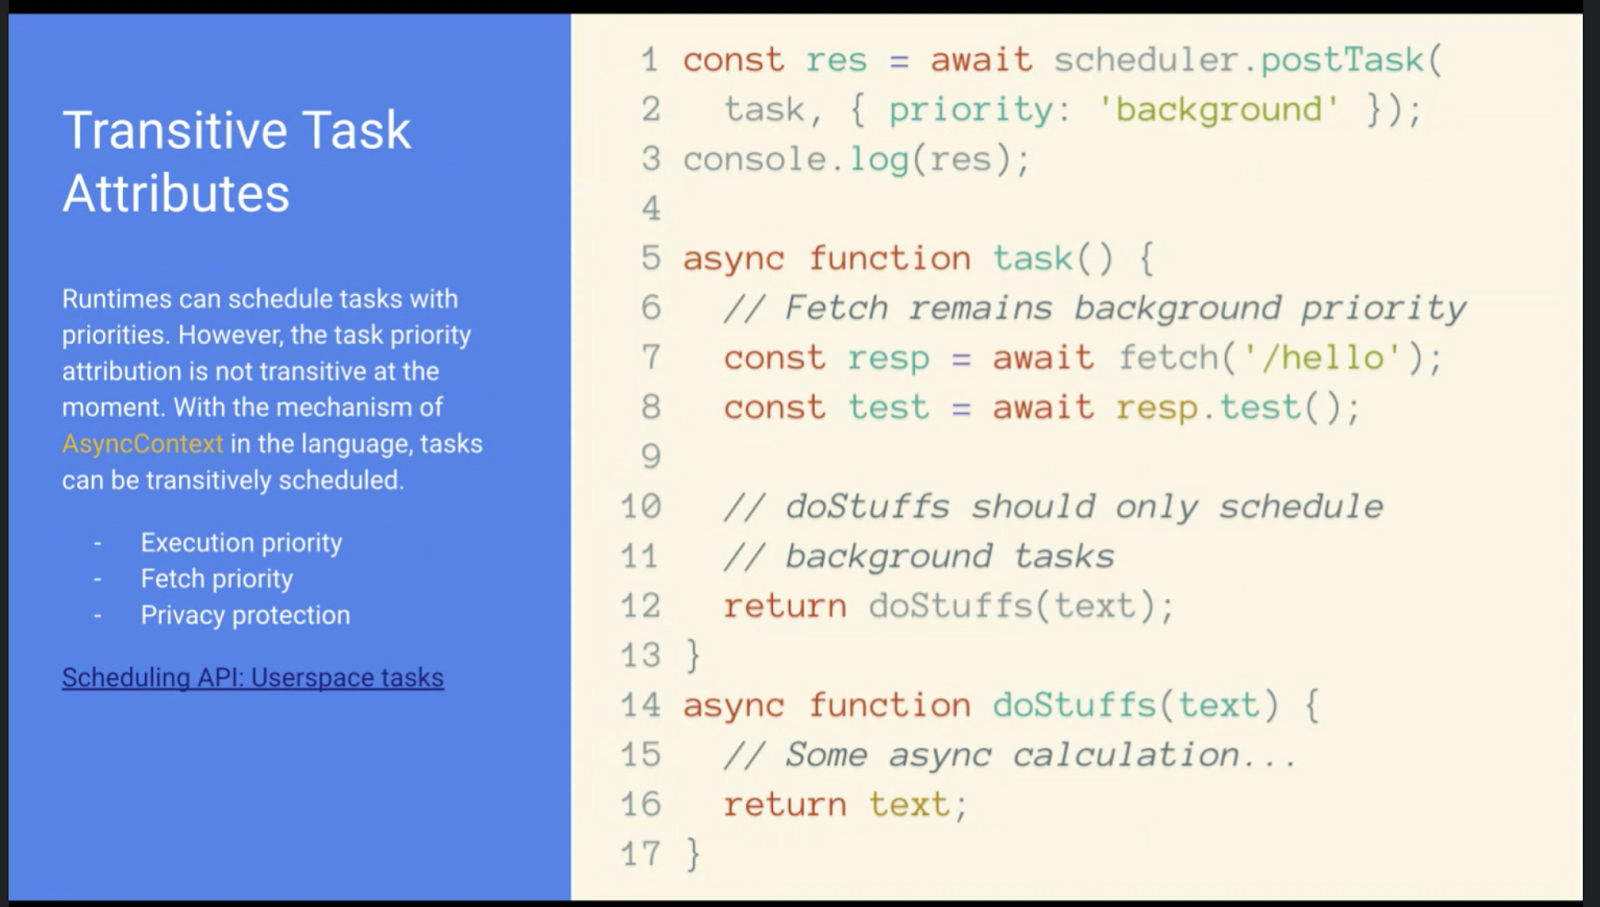 Transitive Task
Attributes
Runtimes can schedule tasks with
priorities. However, the task priority
attribution is not transitive at the
moment. With the mechanism of
AsyncContext in the language, tasks
can be transitively scheduled.
- Execution priority
- Fetch priority
- Privacy protection
Scheduling API: Userspace tasks
1 const res = await scheduler.postTask(
2   task, { priority: 'background' });
3 console.log(res);
4
5 async function task() {
6   // Fetch remains background priority
7   const resp = await fetch('/hello');
8   const test = await resp.test();
9
10   // doStuffs should only schedule
11   // background tasks
12   return doStuffs(text);
13 }
14 async function doStuffs(text) {
15   // Some async calculation...
16   return text;
17 }